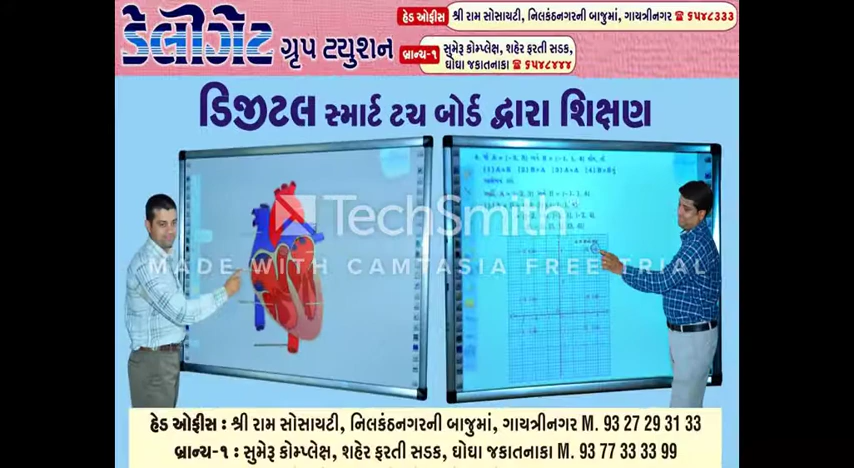 ડેલીગેટ ગ્રૂપ ટ્યુશન
હેડ ઓફીસ શ્રી રામ સોસાયટી, નિલકંઠનગરની બાજુમાં, ગાયત્રીનગર ☎ ૬૫૪૮૩૩૩
બ્રાન્ચ-૧ સુમેરૂ કોમ્પ્લેક્ષ, શહેર ફરતી સડક,
ઘોઘા જકાતનાકા ☎ ૬૫૪૮૪૪૪
ડિજીટલ સ્માર્ટ ટચ બોર્ડ દ્વારા શિક્ષણ
TechSmith
MADE WITH CAMTASIA FREE TRIAL
હેડ ઓફીસ : શ્રી રામ સોસાયટી, નિલકંઠનગરની બાજુમાં, ગાયત્રીનગર M. 93 27 29 31 33
બ્રાન્ચ-૧ : સુમેરૂ કોમ્પ્લેક્ષ, શહેર ફરતી સડક, ઘોઘા જકાતનાકા M. 93 77 33 33 99